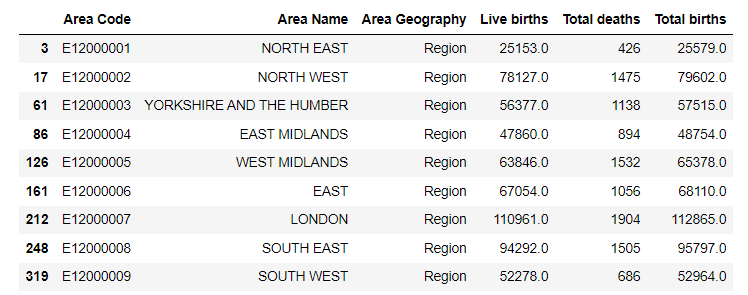 Area Code Area Name Area Geography Live births Total deaths Total births
3 E12000001 NORTH EAST Region 25153.0 426 25579.0
17 E12000002 NORTH WEST Region 78127.0 1475 79602.0
61 E12000003 YORKSHIRE AND THE HUMBER Region 56377.0 1138 57515.0
86 E12000004 EAST MIDLANDS Region 47860.0 894 48754.0
126 E12000005 WEST MIDLANDS Region 63846.0 1532 65378.0
161 E12000006 EAST Region 67054.0 1056 68110.0
212 E12000007 LONDON Region 110961.0 1904 112865.0
248 E12000008 SOUTH EAST Region 94292.0 1505 95797.0
319 E12000009 SOUTH WEST Region 52278.0 686 52964.0